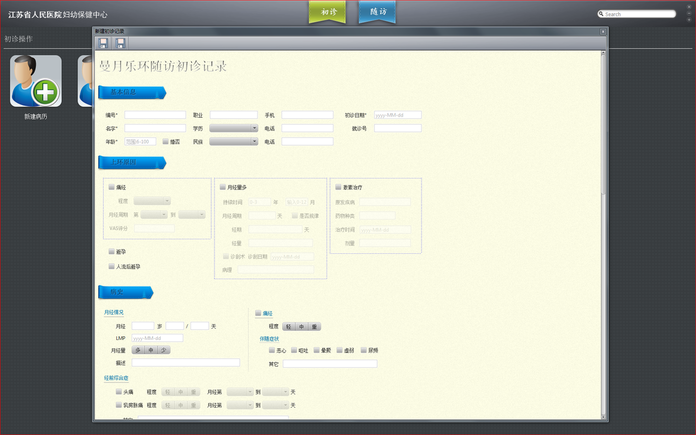 江苏省人民医院妇幼保健中心
初诊
随访
Search
初诊操作
新建病历
新建初诊记录
曼月乐环随访初诊记录
基本信息
编号* 职业 手机 初诊日期* yyyy-MM-dd
名字* 学历 电话 就诊号
年龄* 范围0-100 婚否 民族 电话
上环原因
痛经 月经量多 激素治疗
程度 持续时间 年 月 原发疾病
月经周期 第 到 月经周期 天 是否规律 药物种类
VAS评分 经期 天 治疗时间 yyyy-MM-dd
经量 剂量
避孕 诊刮术 诊刮日期 yyyy-MM-dd
人流后避孕 病理
病史
月经情况 痛经
月经 岁 / 天 程度 轻 中 重
LMP yyyy-MM-dd 伴随症状
月经量 多 中 少 恶心 呕吐 晕厥 虚弱 尿频
描述 其它
经前综合症
头痛 程度 轻 中 重 月经第 到 天
乳房胀痛 程度 轻 中 重 月经第 到 天